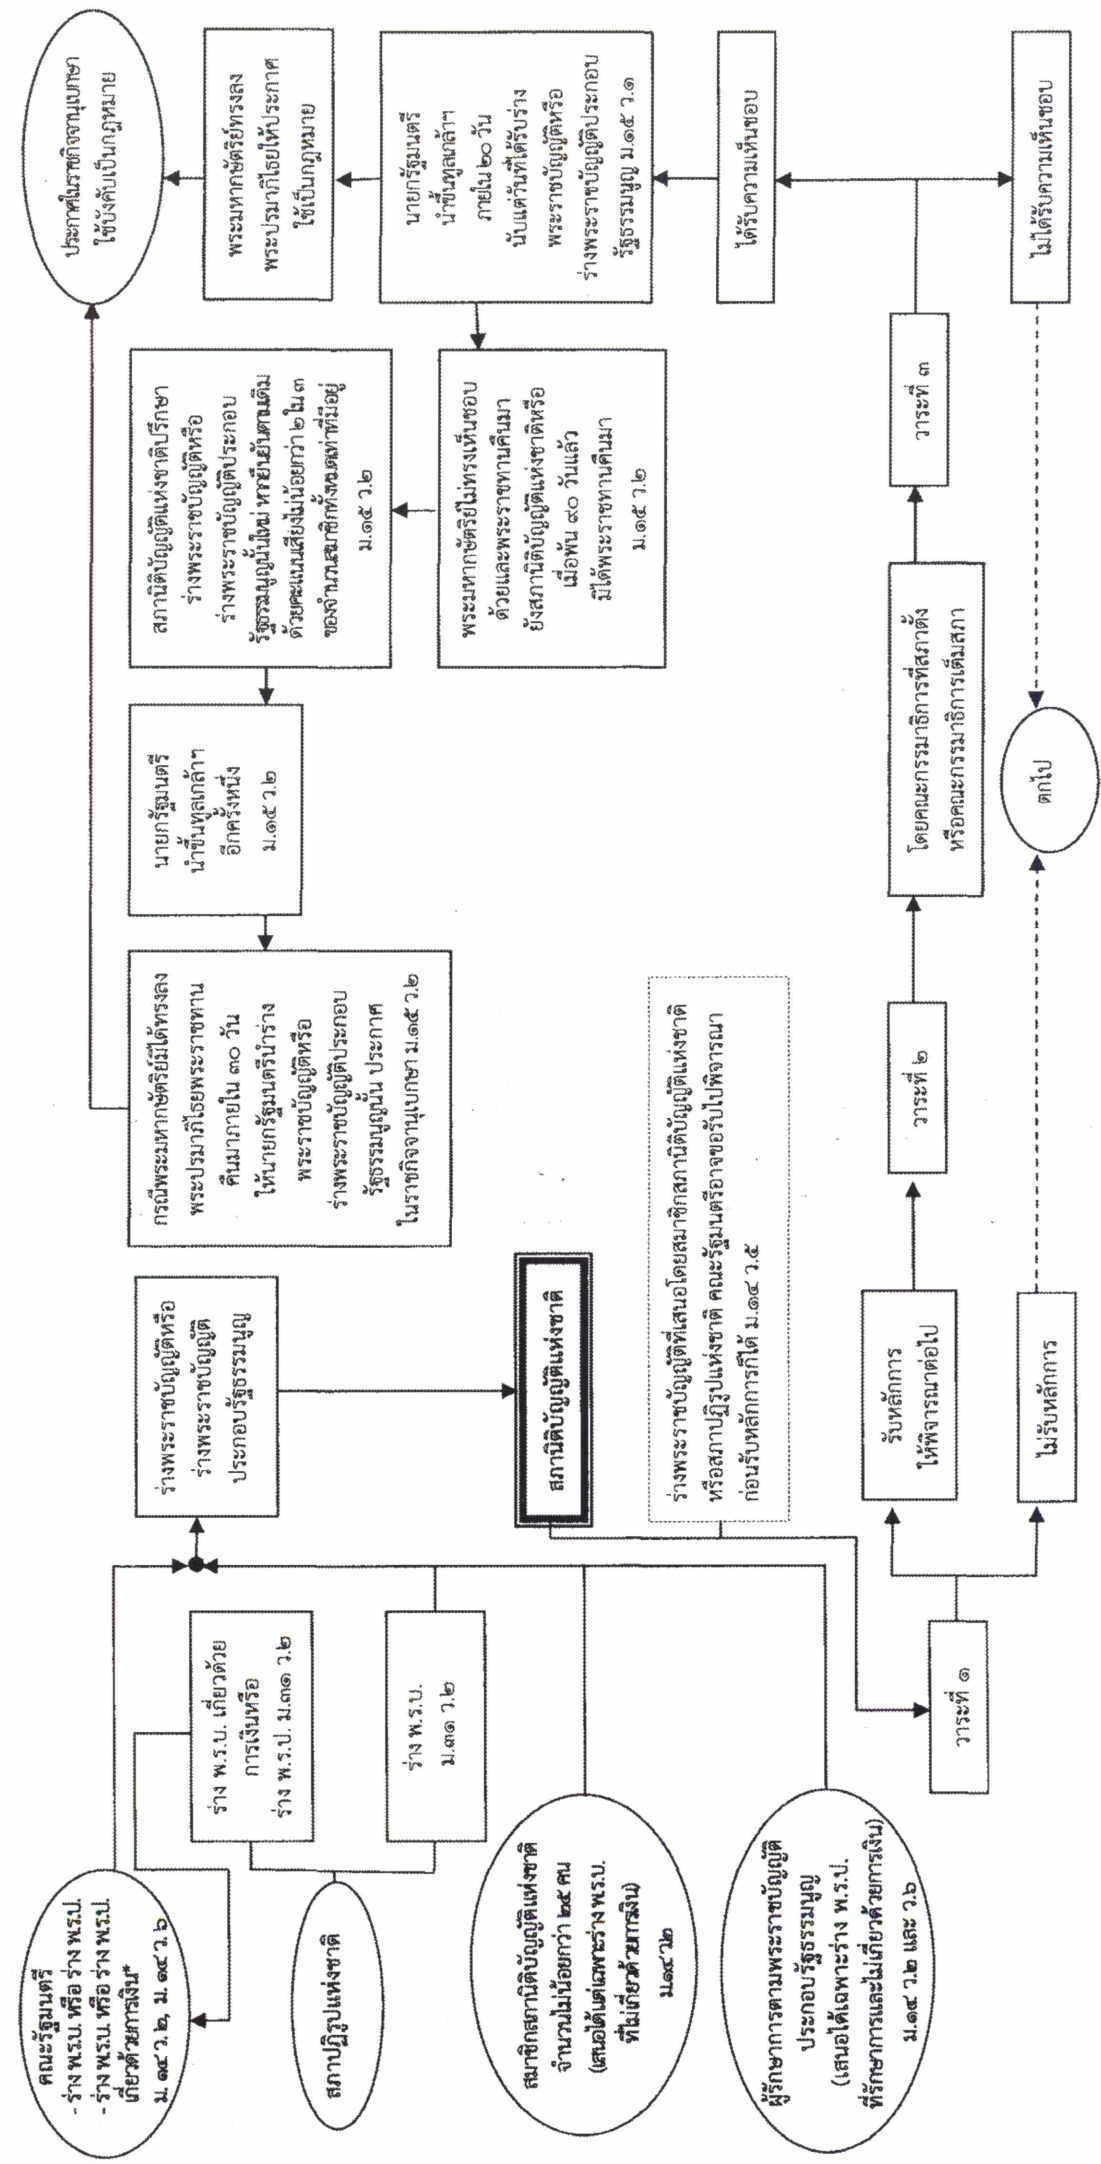 คณะรัฐมนตรี
- ร่าง พ.ร.บ. หรือ ร่าง พ.ร.ป.
- ร่าง พ.ร.บ. หรือ ร่าง พ.ร.ป.
เกี่ยวด้วยการเงิน*
ม. ๑๔ ว. ๒, ม. ๑๔ ว. ๖
สภาปฏิรูปแห่งชาติ
สมาชิกสภานิติบัญญัติแห่งชาติ
จำนวนไม่น้อยกว่า ๒๕ คน
(เสนอได้แต่เฉพาะร่าง พ.ร.บ.
ที่ไม่เกี่ยวด้วยการเงิน)
ม.๑๔ ว.๒
ผู้รักษาการตามพระราชบัญญัติ
ประกอบรัฐธรรมนูญ
(เสนอได้เฉพาะร่าง พ.ร.ป.
ที่รักษาการและไม่เกี่ยวด้วยการเงิน)
ม.๑๔ ว.๒ และ ว.๖
ร่าง พ.ร.บ. เกี่ยวด้วย
การเงินหรือ
ร่าง พ.ร.ป. ม.๓๑ ว.๒
ร่าง พ.ร.บ.
ม.๓๑ ว.๒
ร่างพระราชบัญญัติหรือ
ร่างพระราชบัญญัติ
ประกอบรัฐธรรมนูญ
สภานิติบัญญัติแห่งชาติ
ร่างพระราชบัญญัติที่เสนอโดยสมาชิกสภานิติบัญญัติแห่งชาติ
หรือสภาปฏิรูปแห่งชาติ คณะรัฐมนตรีอาจขอรับไปพิจารณา
ก่อนรับหลักการก็ได้ ม.๑๔ ว.๕
วาระที่ ๑
รับหลักการ
ให้พิจารณาต่อไป
ไม่รับหลักการ
วาระที่ ๒
โดยคณะกรรมาธิการที่สภาตั้ง
หรือคณะกรรมาธิการเต็มสภา
ตกไป
วาระที่ ๓
ได้รับความเห็นชอบ
ไม่ได้รับความเห็นชอบ
นายกรัฐมนตรี
นำขึ้นทูลเกล้าฯ
ภายใน ๒๐ วัน
นับแต่วันที่ได้รับร่าง
พระราชบัญญัติหรือ
ร่างพระราชบัญญัติประกอบ
รัฐธรรมนูญ ม.๑๕ ว.๑
พระมหากษัตริย์ทรงลง
พระปรมาภิไธยให้ประกาศ
ใช้เป็นกฎหมาย
ประกาศในราชกิจจานุเบกษา
ใช้บังคับเป็นกฎหมาย
พระมหากษัตริย์ไม่ทรงเห็นชอบ
ด้วยและพระราชทานคืนมา
ยังสภานิติบัญญัติแห่งชาติหรือ
เมื่อพ้น ๙๐ วันแล้ว
มิได้พระราชทานคืนมา
ม.๑๕ ว.๒
สภานิติบัญญัติแห่งชาติปรึกษา
ร่างพระราชบัญญัติหรือ
ร่างพระราชบัญญัติประกอบ
รัฐธรรมนูญนั้นใหม่ หากยืนยันตามเดิม
ด้วยคะแนนเสียงไม่น้อยกว่า ๒ ใน ๓
ของจำนวนสมาชิกทั้งหมดเท่าที่มีอยู่
ม.๑๕ ว.๒
นายกรัฐมนตรี
นำขึ้นทูลเกล้าฯ
อีกครั้งหนึ่ง
ม.๑๕ ว.๒
กรณีพระมหากษัตริย์มิได้ทรงลง
พระปรมาภิไธยพระราชทาน
คืนมาภายใน ๓๐ วัน
ให้นายกรัฐมนตรีนำร่าง
พระราชบัญญัติหรือ
ร่างพระราชบัญญัติประกอบ
รัฐธรรมนูญนั้น ประกาศ
ในราชกิจจานุเบกษา ม.๑๕ ว.๒